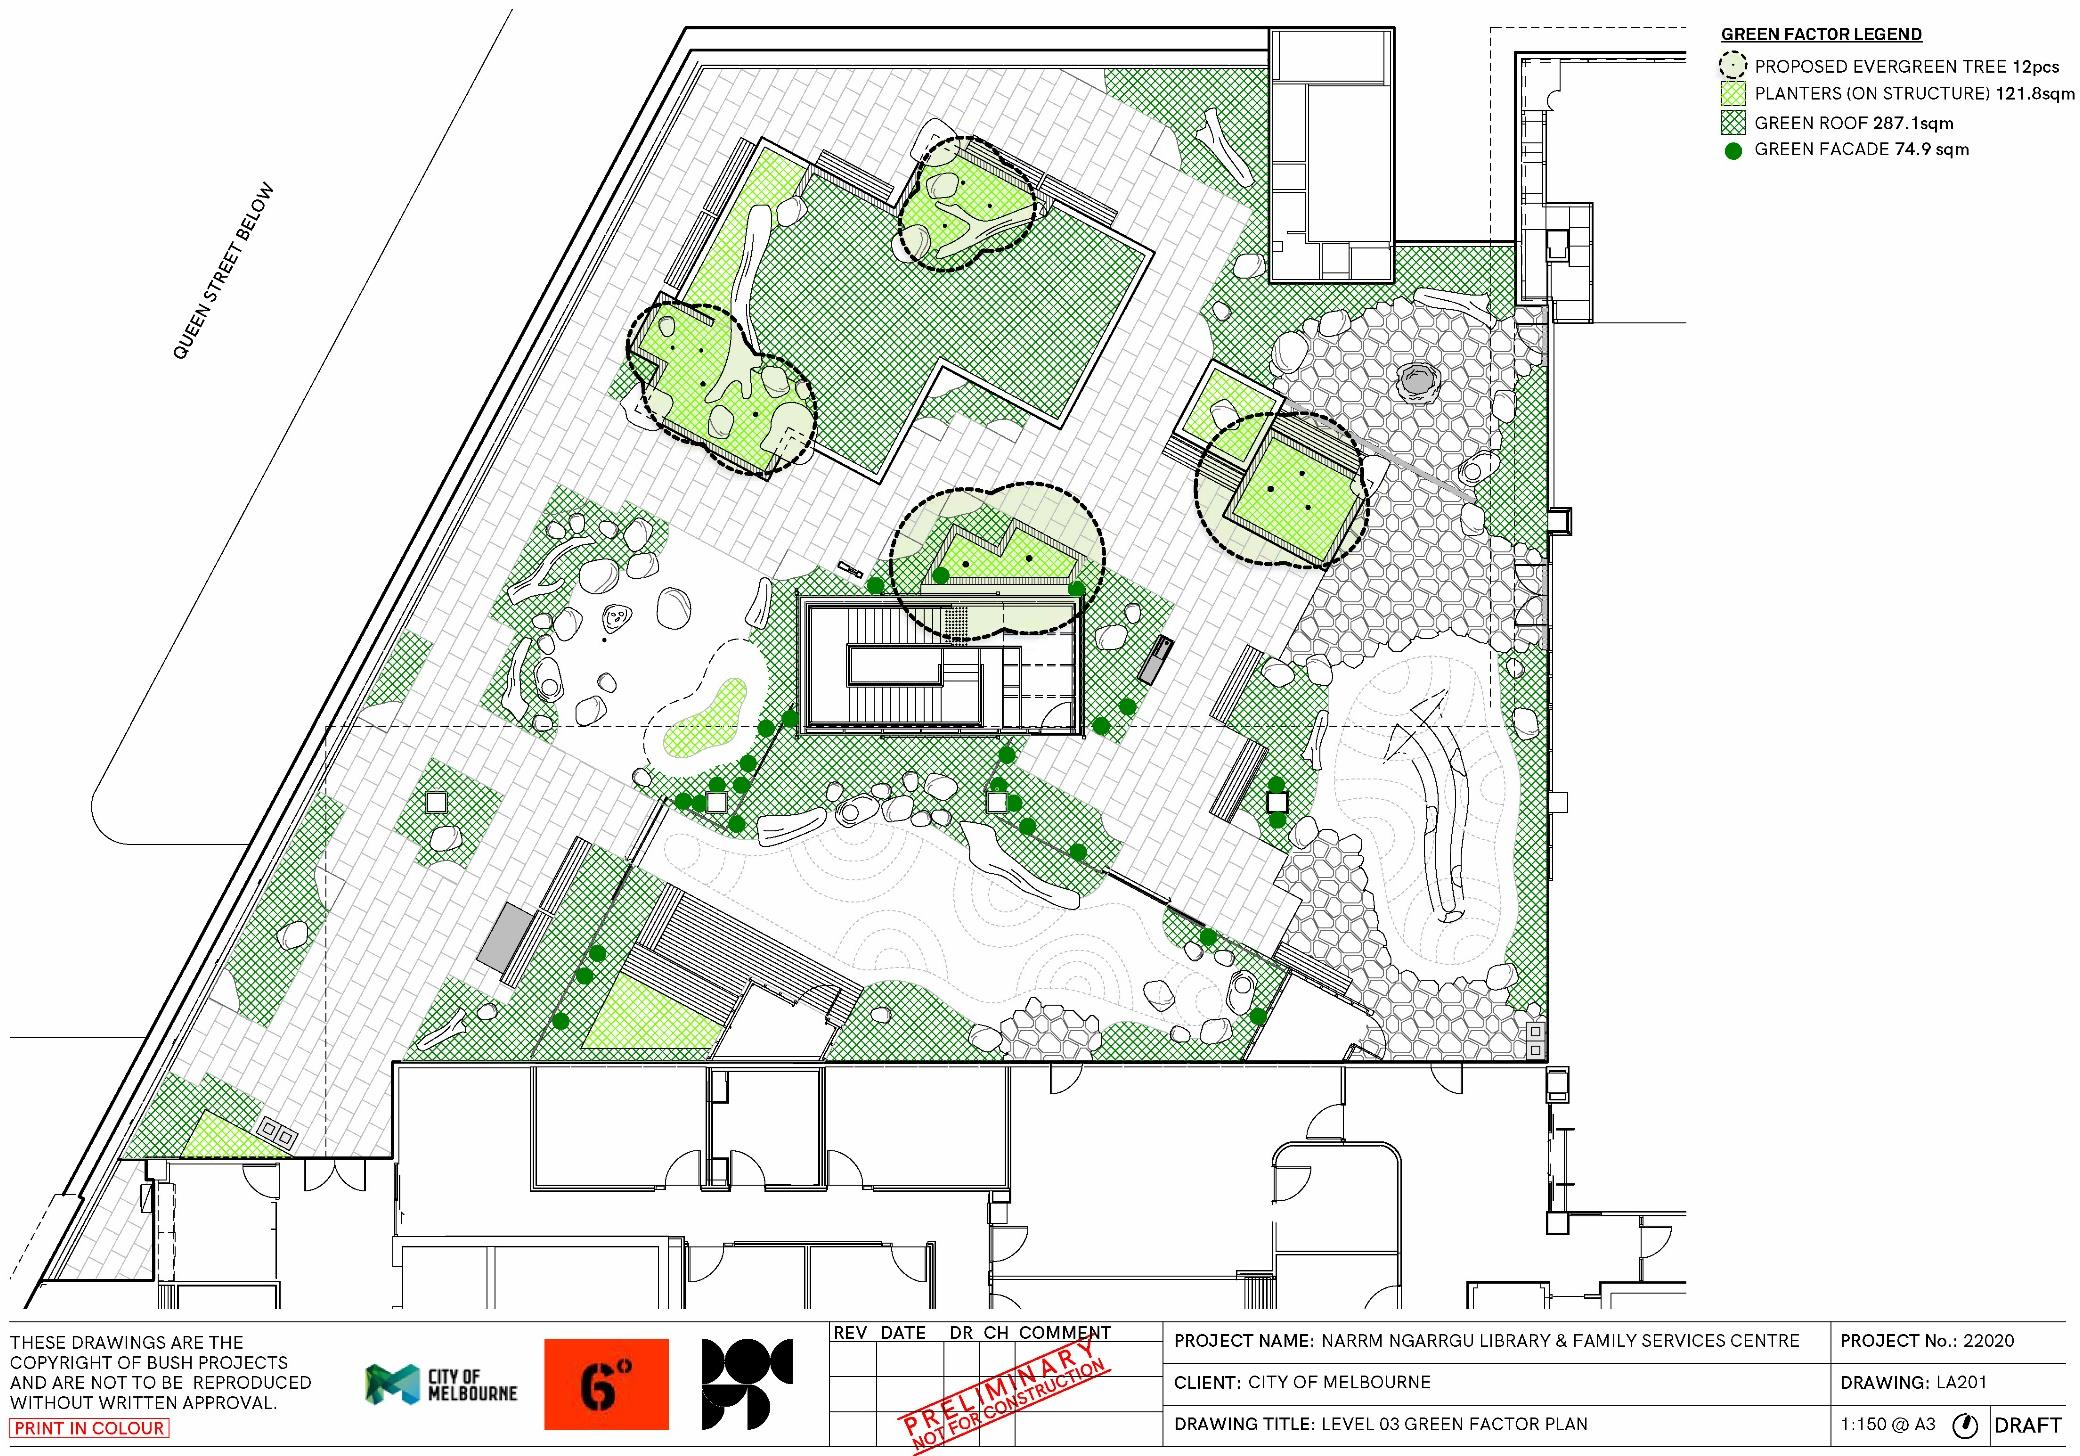 GREEN FACTOR LEGEND
PROPOSED EVERGREEN TREE 12pcs
PLANTERS (ON STRUCTURE) 121.8sqm
GREEN ROOF 287.1sqm
GREEN FACADE 74.9 sqm
QUEEN STREET BELOW
THESE DRAWINGS ARE THE
COPYRIGHT OF BUSH PROJECTS
AND ARE NOT TO BE REPRODUCED
WITHOUT WRITTEN APPROVAL.
PRINT IN COLOUR
CITY OF
MELBOURNE
6°
REV DATE DR CH COMMENT
PRELIMINARY
NOT FOR CONSTRUCTION
PROJECT NAME: NARRM NGARRGU LIBRARY & FAMILY SERVICES CENTRE
CLIENT: CITY OF MELBOURNE
DRAWING TITLE: LEVEL 03 GREEN FACTOR PLAN
PROJECT No.: 22020
DRAWING: LA201
1:150 @ A3
DRAFT